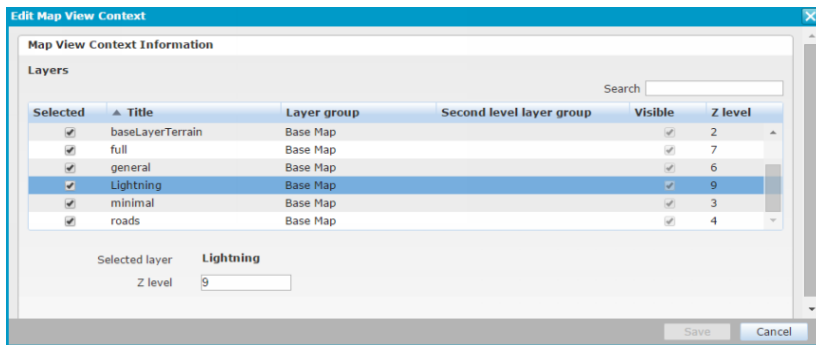 Edit Map View Context
Map View Context Information
Layers
Search
Selected Title Layer group Second level layer group Visible Z level
baseLayerTerrain Base Map 2
full Base Map 7
general Base Map 6
Lightning Base Map 9
minimal Base Map 3
roads Base Map 4
Selected layer Lightning
Z level 9
Save Cancel